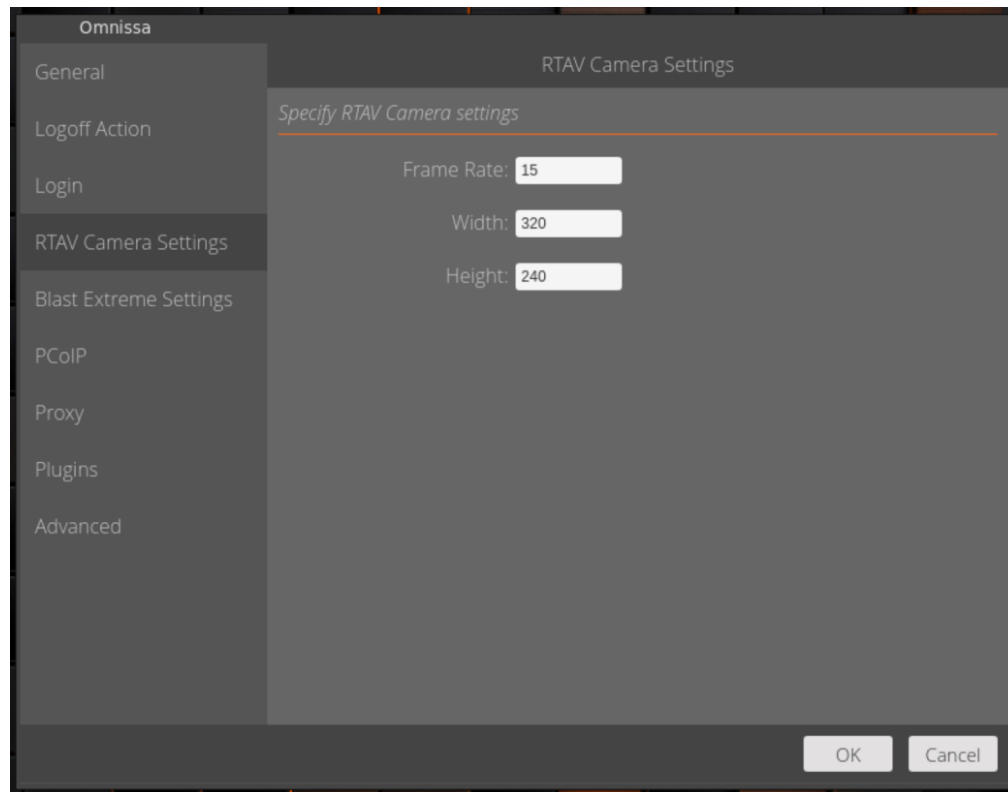 Omnissa
General
Logoff Action
Login
RTAV Camera Settings
Blast Extreme Settings
PCoIP
Proxy
Plugins
Advanced
RTAV Camera Settings
Specify RTAV Camera settings
Frame Rate: 15
Width: 320
Height: 240
OK Cancel